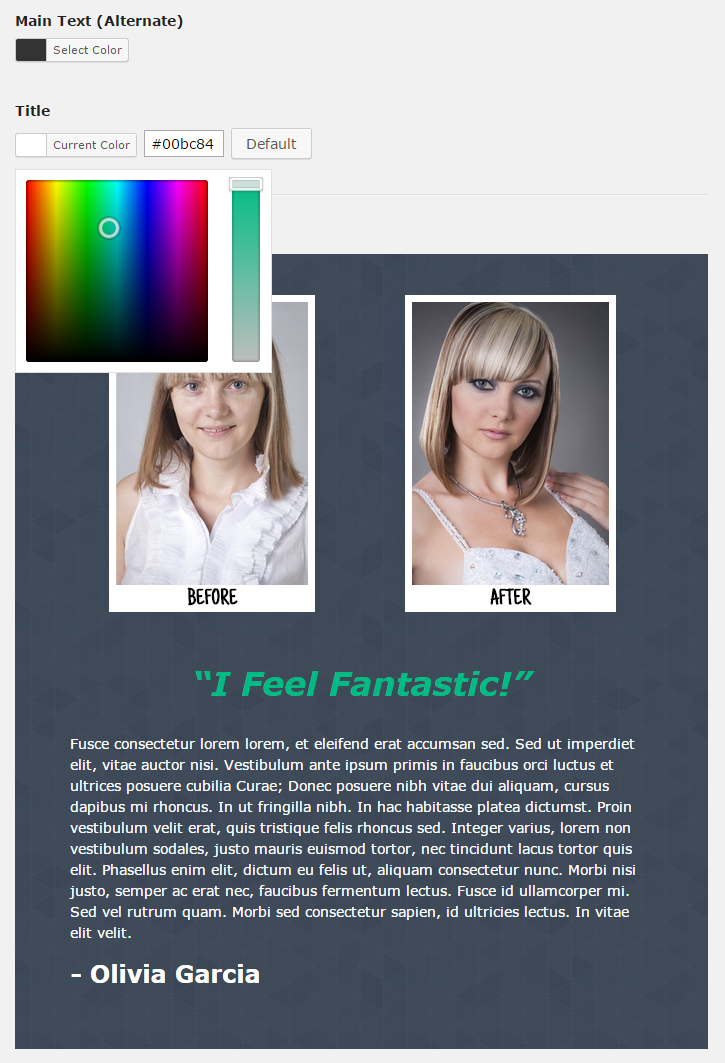 Main Text (Alternate)
Select Color
Title
Current Color
#00bc84
Default
BEFORE
AFTER
“I Feel Fantastic!”
Fusce consectetur lorem lorem, et eleifend erat accumsan sed. Sed ut imperdiet
elit, vitae auctor nisi. Vestibulum ante ipsum primis in faucibus orci luctus et
ultrices posuere cubilia Curae; Donec posuere nibh vitae dui aliquam, cursus
dapibus mi rhoncus. In ut fringilla nibh. In hac habitasse platea dictumst. Proin
vestibulum velit erat, quis tristique felis rhoncus sed. Integer varius, lorem non
vestibulum sodales, justo mauris euismod tortor, nec tincidunt lacus tortor quis
elit. Phasellus enim elit, dictum eu felis ut, aliquam consectetur nunc. Morbi nisi
justo, semper ac erat nec, faucibus fermentum lectus. Fusce id ullamcorper mi.
Sed vel rutrum quam. Morbi sed consectetur sapien, id ultricies lectus. In vitae
elit velit.
– Olivia Garcia